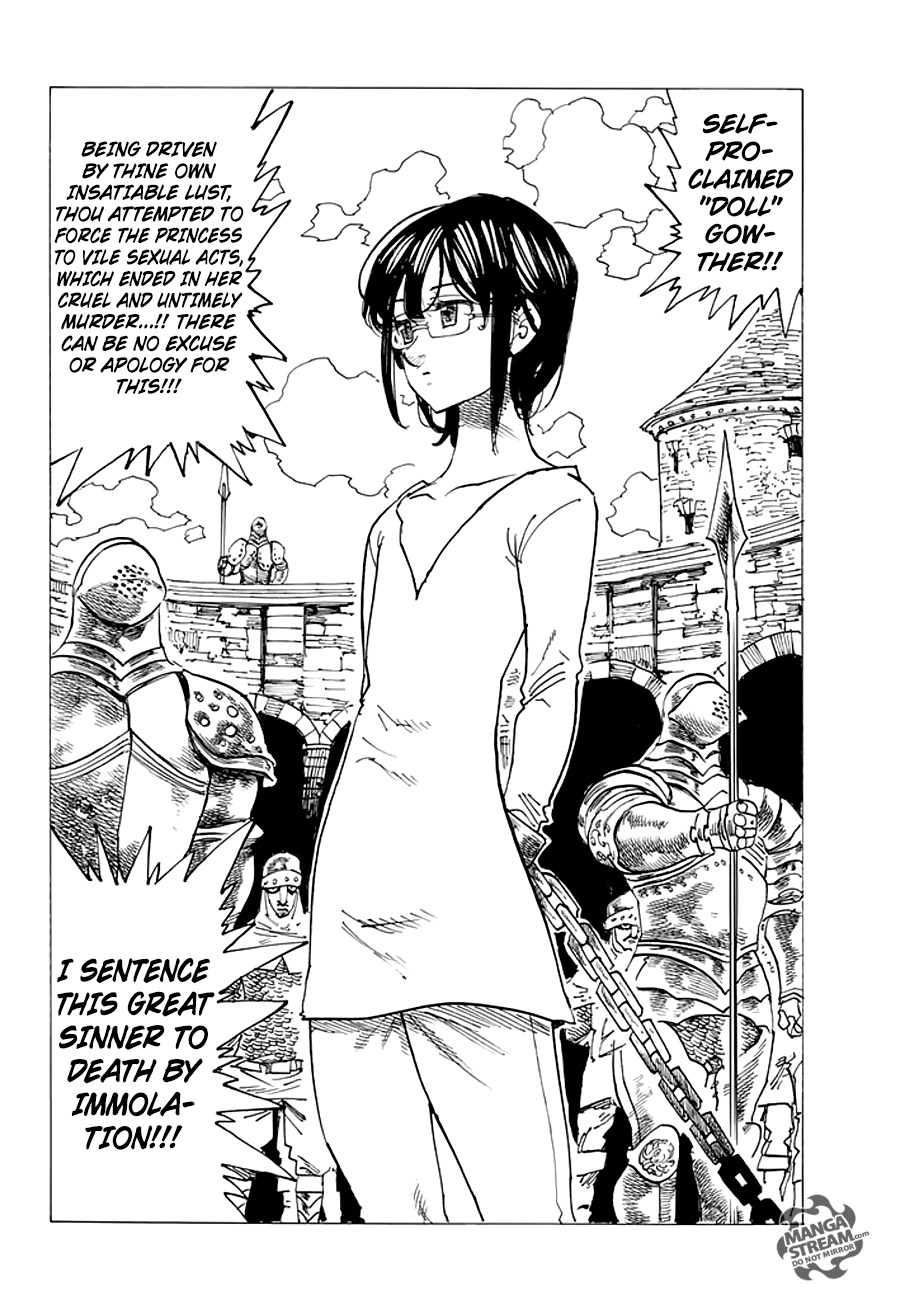 SELF-
PRO-
CLAIMED
"DOLL"
GOW-
THER!!
BEING DRIVEN
BY THINE OWN
INSATIABLE LUST,
THOU ATTEMPTED TO
FORCE THE PRINCESS
TO VILE SEXUAL ACTS,
WHICH ENDED IN HER
CRUEL AND UNTIMELY
MURDER...!! THERE
CAN BE NO EXCUSE
OR APOLOGY FOR
THIS!!!
I SENTENCE
THIS GREAT
SINNER TO
DEATH BY
IMMOLA-
TION!!!
MANGA
STREAM.com
DO NOT MIRROR